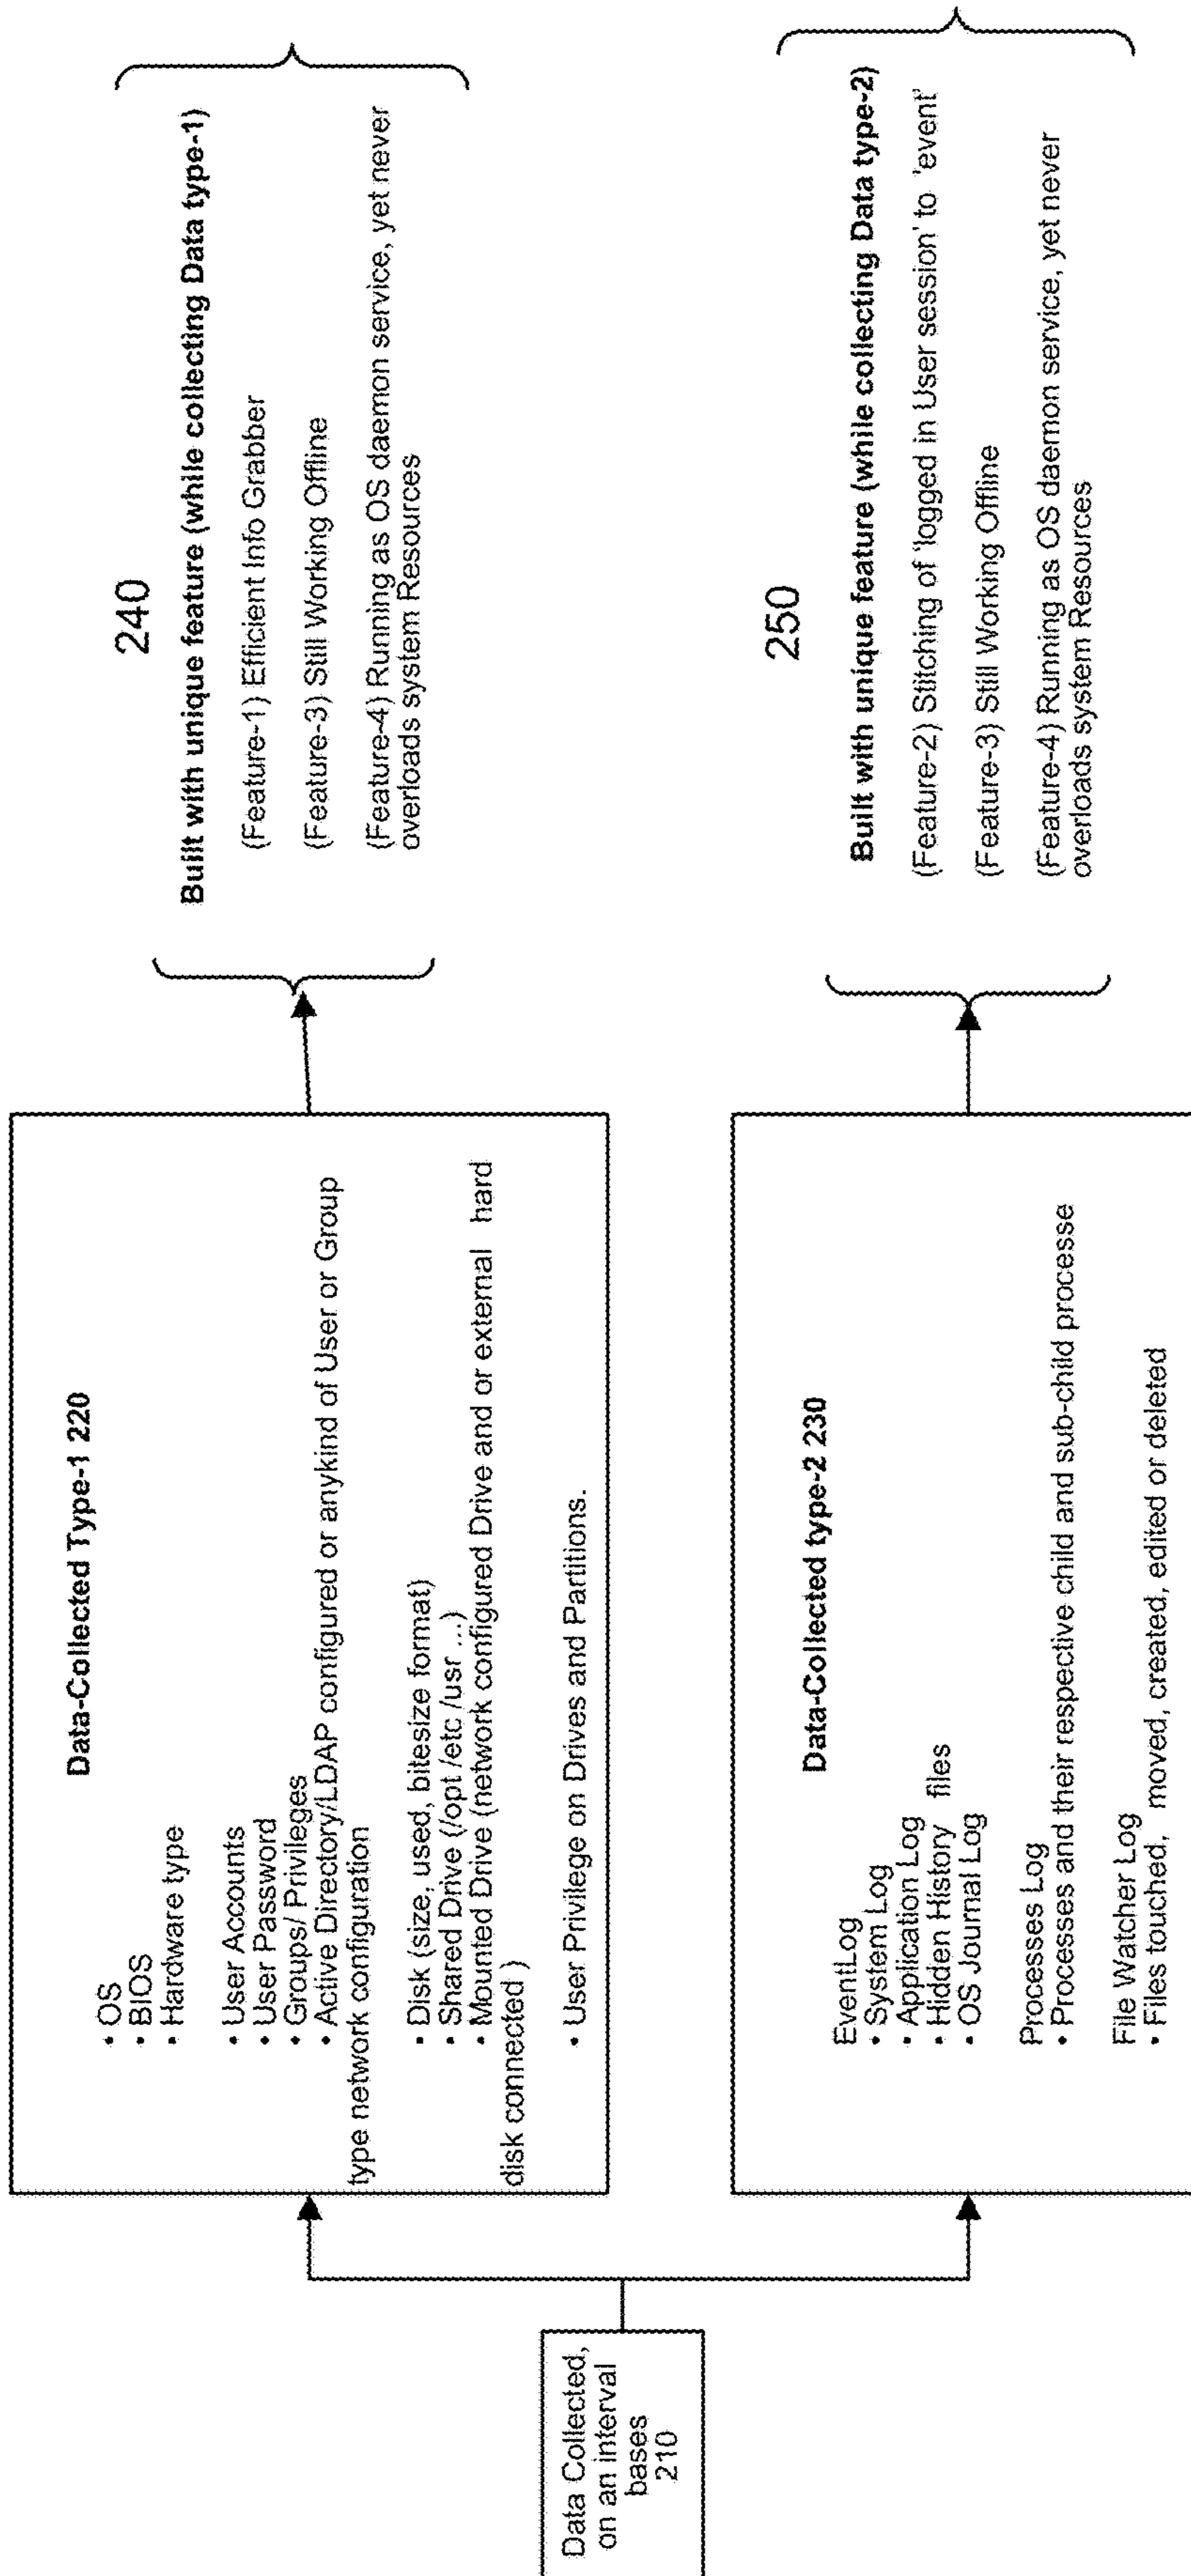 Data Collected,
on an interval
bases
210
Data-Collected Type-1 220
• OS
• BIOS
• Hardware type
• User Accounts
• User Password
• Groups/ Privileges
• Active Directory/LDAP configured or anykind of User or Group
type network configuration
• Disk (size, used, bitesize format)
• Shared Drive (/opt /etc /usr ...)
• Mounted Drive (network configured Drive and or external hard
disk connected )
• User Privilege on Drives and Partitions.
240
Built with unique feature (while collecting Data type-1)
(Feature-1) Efficient Info Grabber
(Feature-3) Still Working Offline
(Feature-4) Running as OS daemon service, yet never
overloads system Resources
Data-Collected type-2 230
EventLog
• System Log
• Application Log
• Hidden History files
• OS Journal Log
Processes Log
• Processes and their respective child and sub-child processe
File Watcher Log
• Files touched, moved, created, edited or deleted
250
Built with unique feature (while collecting Data type-2)
(Feature-2) Stitching of 'logged in User session' to 'event'
(Feature-3) Still Working Offline
(Feature-4) Running as OS daemon service, yet never
overloads system Resources